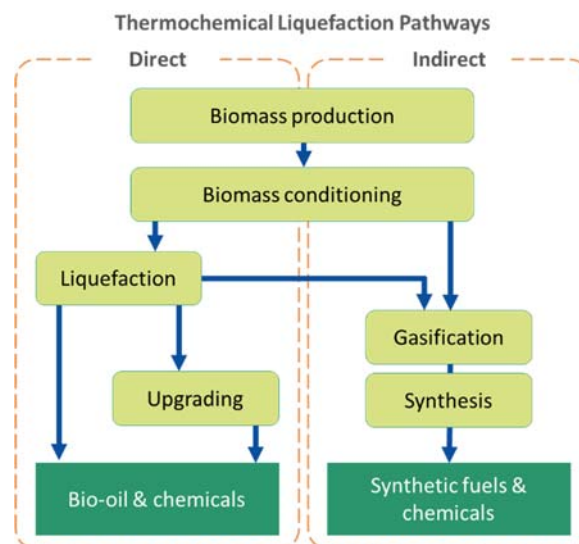 Thermochemical Liquefaction Pathways
Direct
Indirect
Biomass production
Biomass conditioning
Liquefaction
Gasification
Upgrading
Synthesis
Bio-oil & chemicals
Synthetic fuels &
chemicals